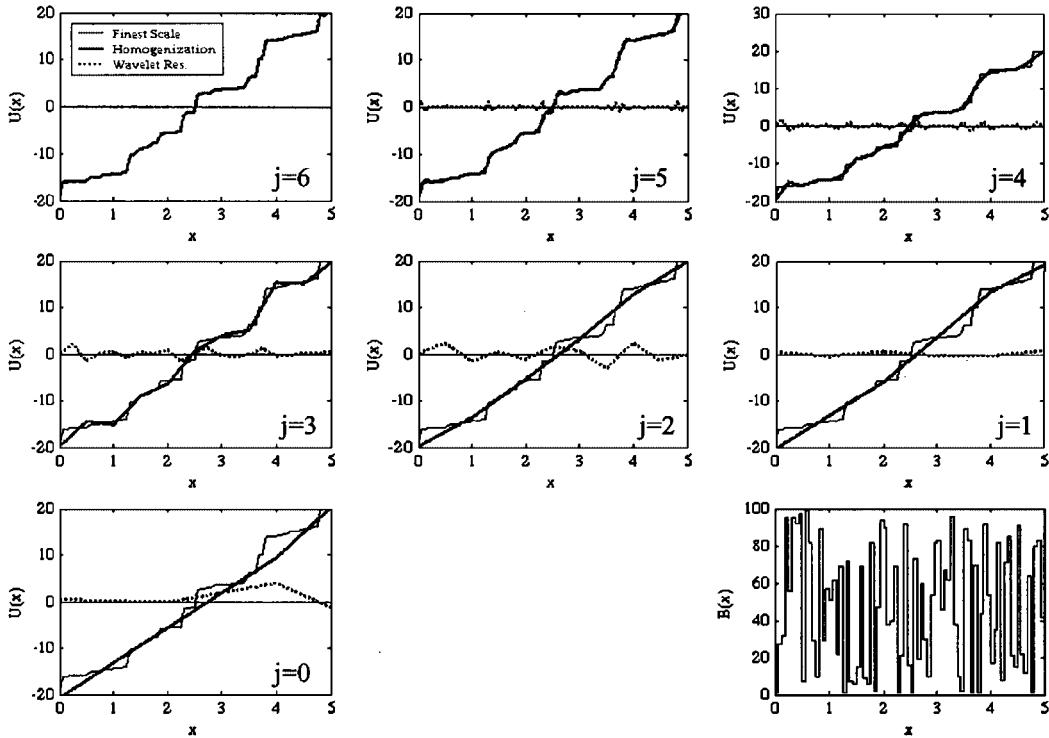 20
10
U(x)
0
-10
-20
Finest Scale
Homogenization
Wavelet Res.
j=6
0 1 2 3 4 5
x
20
10
U(x)
0
-10
-20
j=5
0 1 2 3 4 5
x
30
20
10
U(x)
0
-10
-20
j=4
0 1 2 3 4 5
x
20
10
U(x)
0
-10
-20
j=3
0 1 2 3 4 5
x
20
10
U(x)
0
-10
-20
j=2
0 1 2 3 4 5
x
20
10
U(x)
0
-10
-20
j=1
0 1 2 3 4 5
x
20
10
U(x)
0
-10
-20
j=0
0 1 2 3 4 5
x
100
80
60
B(x)
40
20
0
0 1 2 3 4 5
x